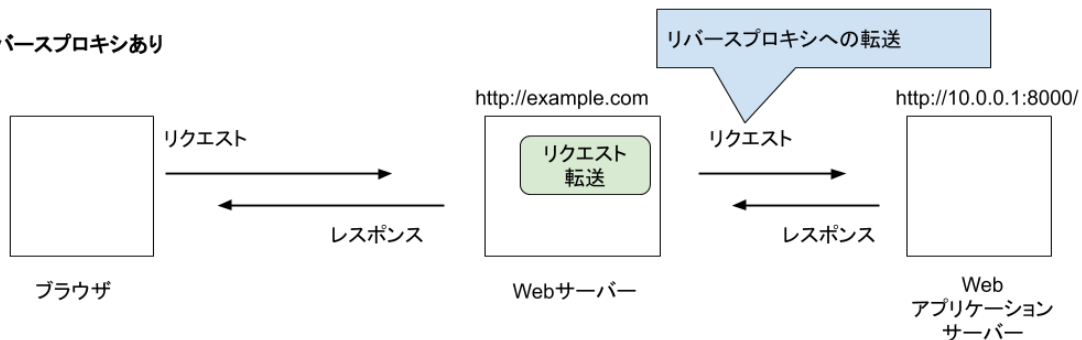 バースプロキシあり
リバースプロキシへの転送
http://example.com
http://10.0.0.1:8000/
リクエスト
リクエスト
転送
リクエスト
レスポンス
レスポンス
ブラウザ
Webサーバー
Web
アプリケーション
サーバー